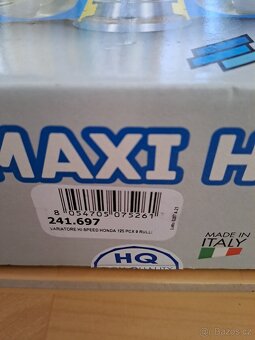 MAXI H
8 054705 075261
241.697
VARIATORE HI-SPEED HONDA 125 PCX 8 RULLI
HQ
MADE IN
ITALY